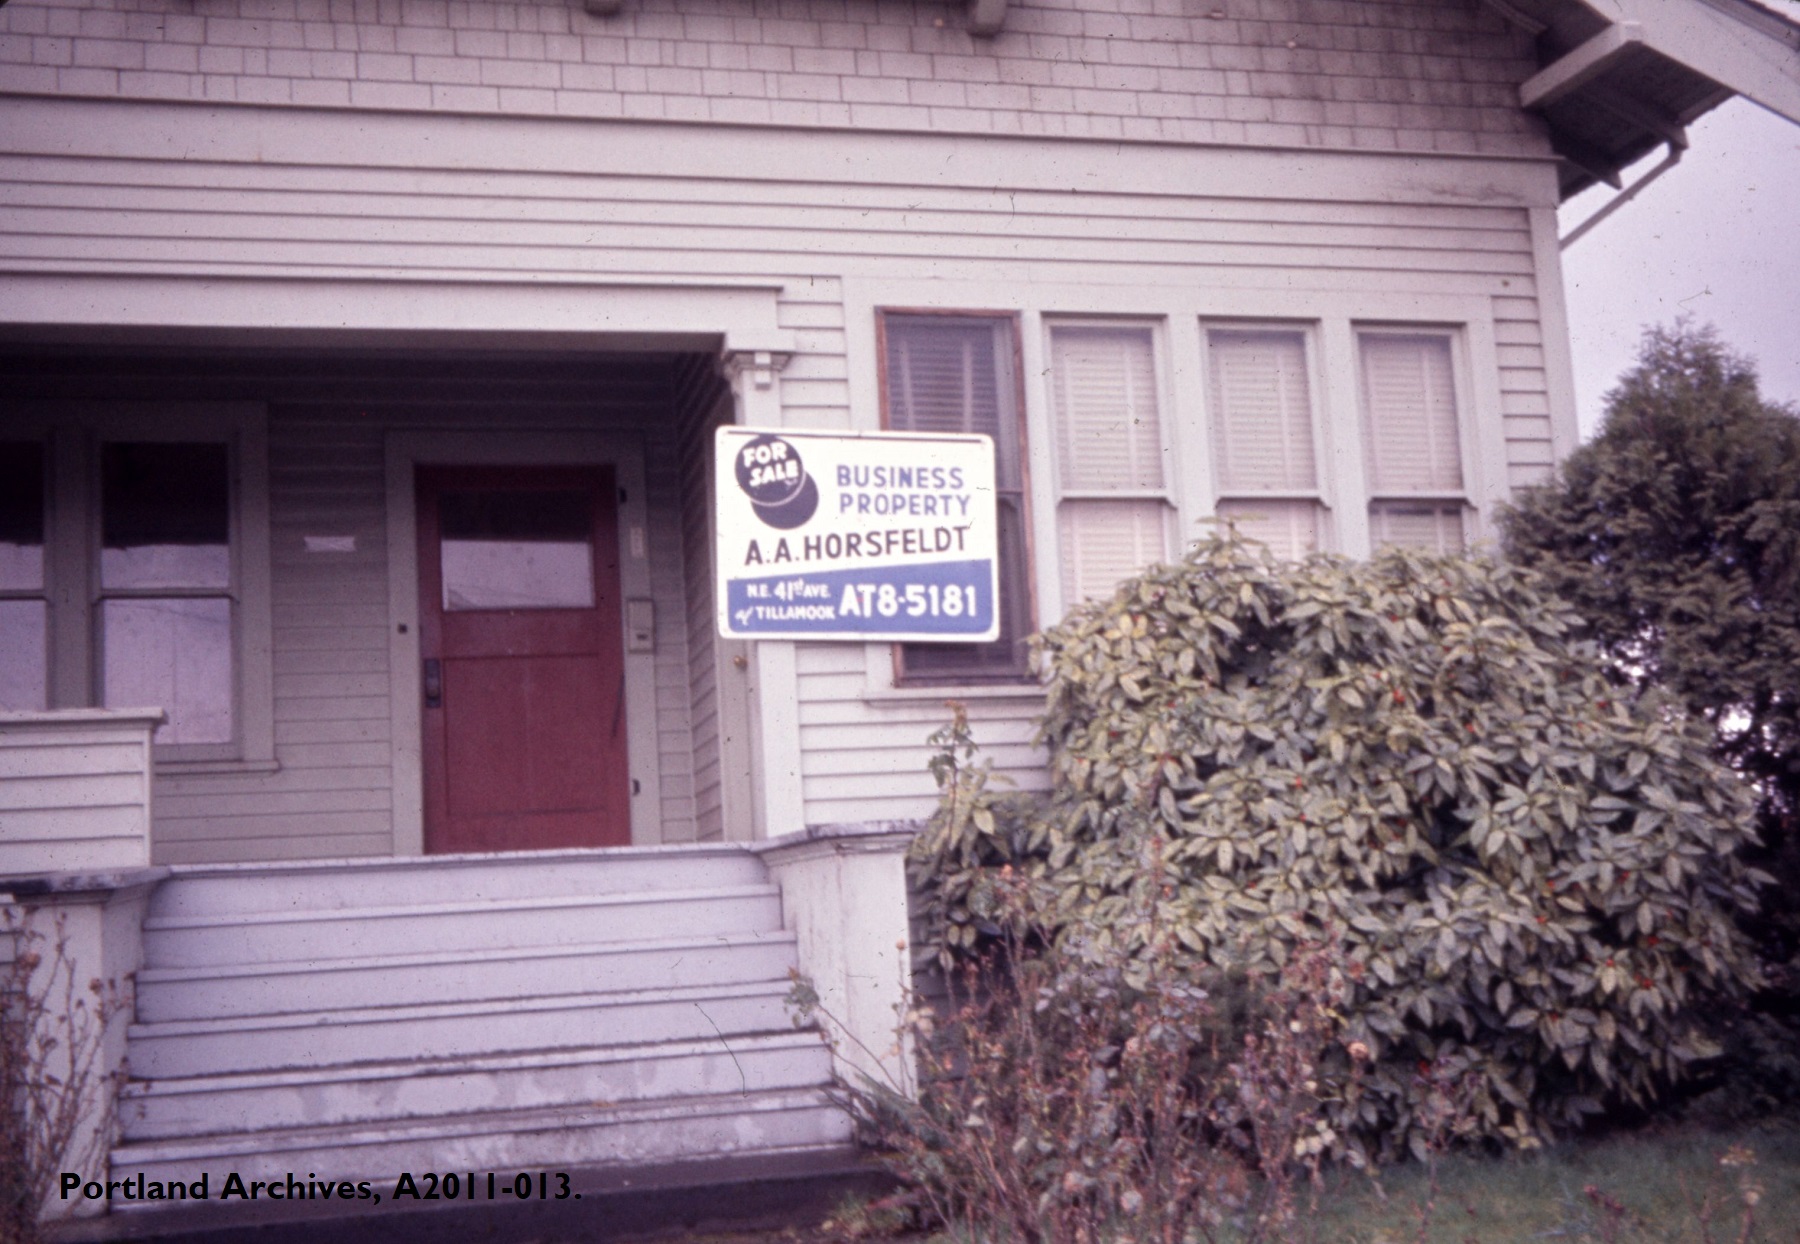 FOR
SALE
BUSINESS
PROPERTY
A.A.HORSFELDT
N.E. 41st AVE.
at TILLAMOOK AT8-5181
Portland Archives, A2011-013.